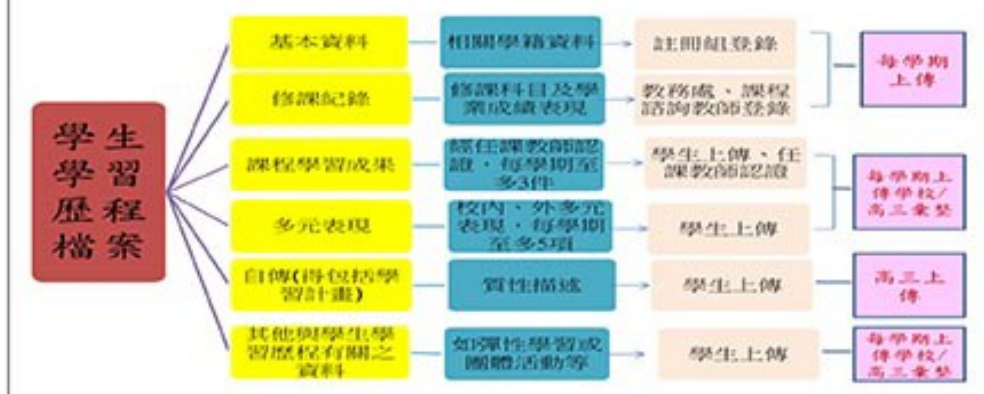 學生
學習
歷程
檔案
基本資料
相關學籍資料
註冊組登錄
每學期
上傳
修課紀錄
修課科目及學
業成績表現
教務處、課程
諮詢教師登錄
課程學習成果
經任課教師認
證,每學期至
多3件
學生上傳、任
課教師認證
每學期上
傳學校/
高三彙整
多元表現
校內、外多元
表現,每學期
至多5項
學生上傳
自傳(得包括學
習計畫)
質性描述
學生上傳
高三上
傳
其他與學生學
習歷程有關之
資料
如彈性學習或
團體活動等
學生上傳
每學期上
傳學校/
高三彙整